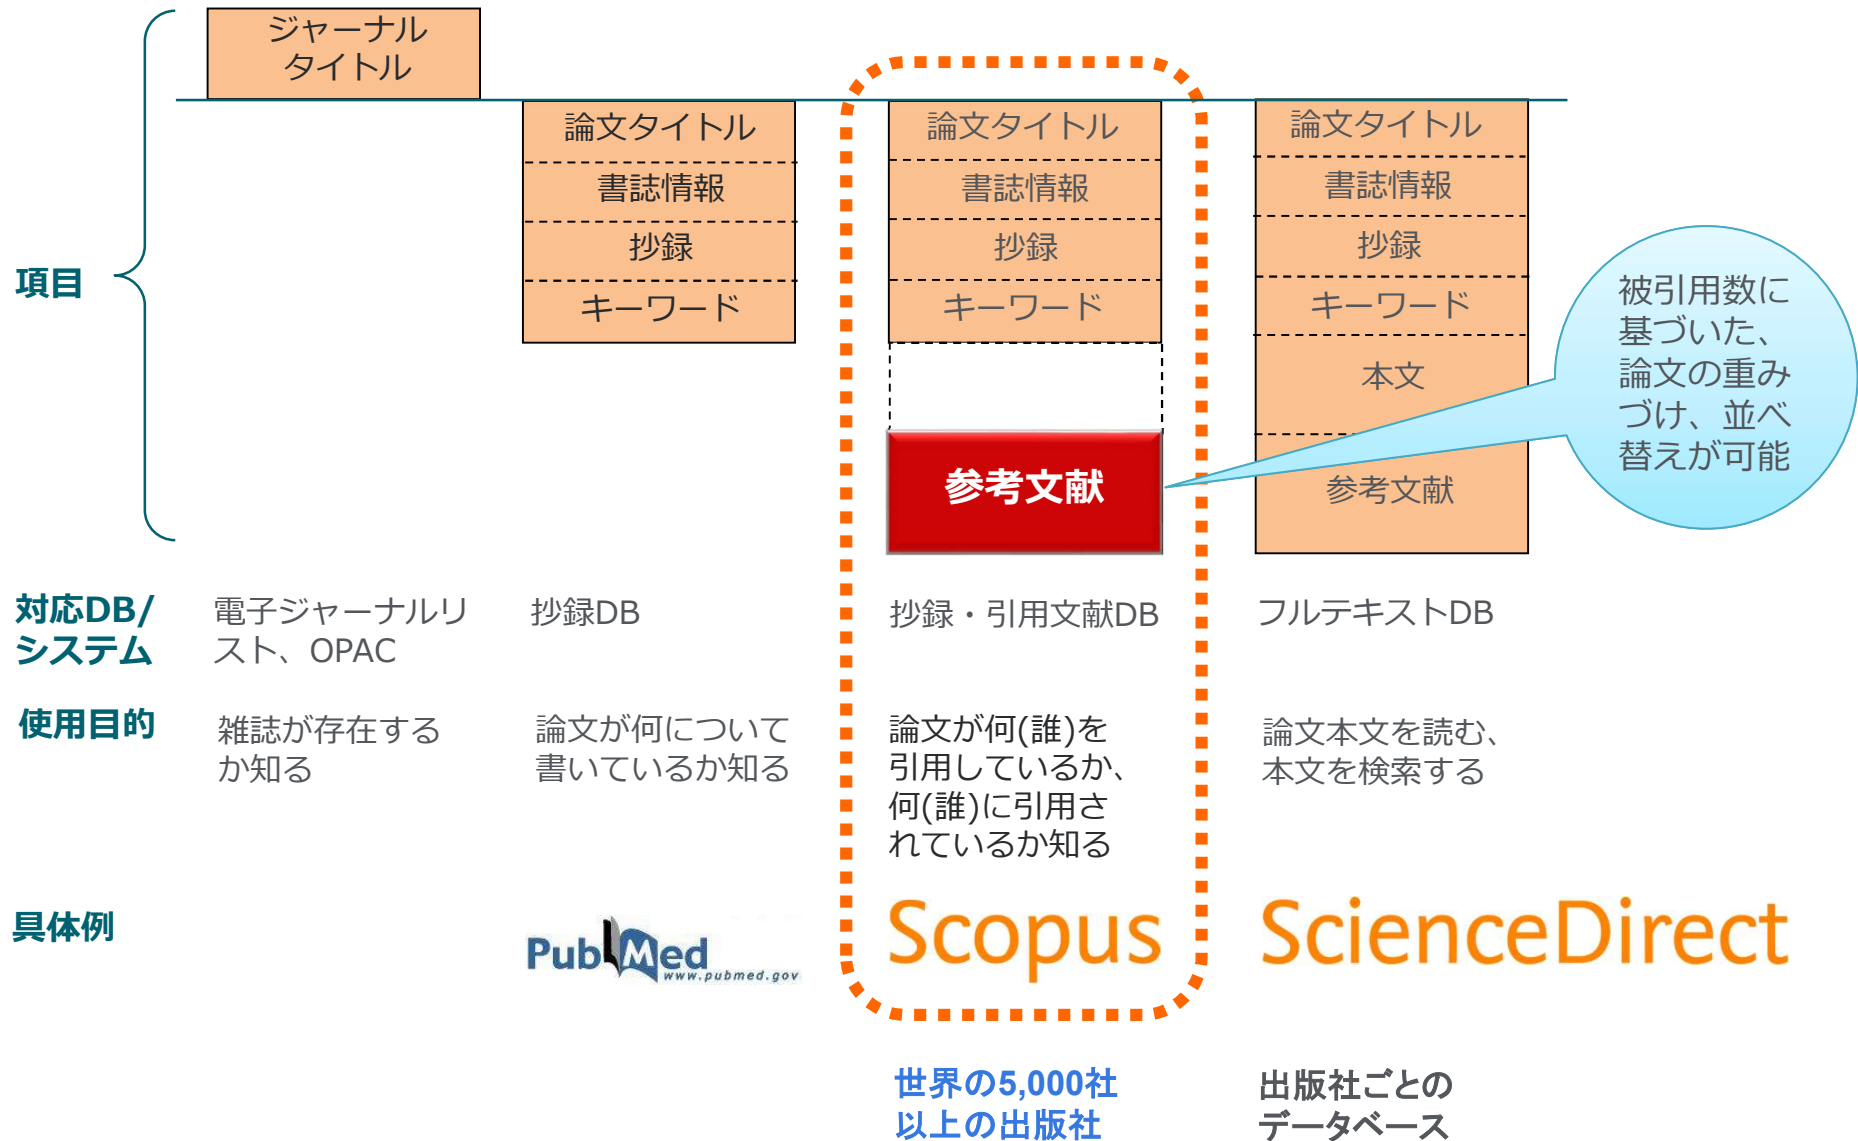 ジャーナル
タイトル
論文タイトル
書誌情報
抄録
キーワード
論文タイトル
書誌情報
抄録
キーワード
参考文献
論文タイトル
書誌情報
抄録
キーワード
本文
参考文献
被引用数に
基づいた、
論文の重み
づけ、並べ
替えが可能
項目
対応DB/
システム
電子ジャーナルリ
スト、OPAC
抄録DB
抄録・引用文献DB
フルテキストDB
使用目的
雑誌が存在する
か知る
論文が何について
書いているか知る
論文が何(誰)を
引用しているか、
何(誰)に引用さ
れているか知る
論文本文を読む、
本文を検索する
具体例
PubMed
www.pubmed.gov
Scopus
ScienceDirect
世界の5,000社
以上の出版社
出版社ごとの
データベース